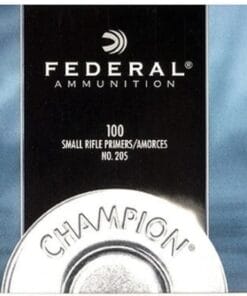 FEDERAL®
AMMUNITION
100
SMALL RIFLE PRIMERS/AMORCES
NO. 205
CHAMPION®